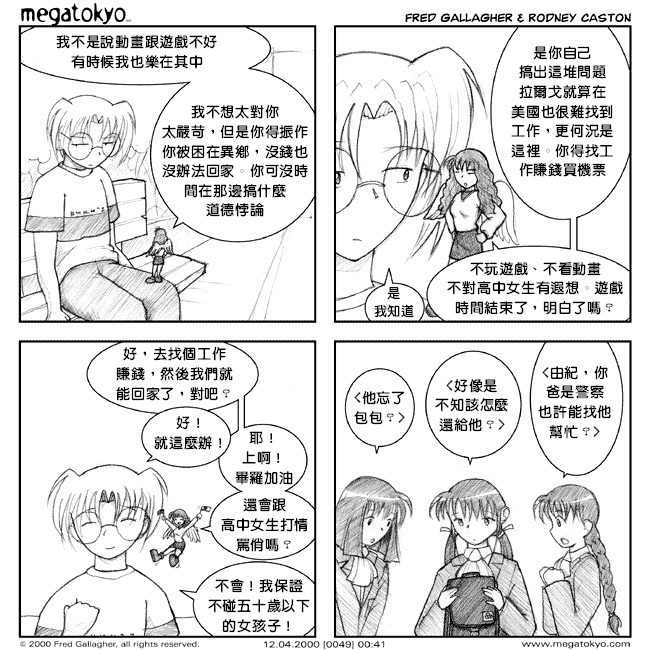 megatokyo™
FRED GALLAGHER & RODNEY CASTON
我不是說動畫跟遊戲不好
有時候我也樂在其中
我不想太對你
太嚴苛，但是你得振作
你被困在異鄉，沒錢也
沒辦法回家。你可沒時
間在那邊搞什麼
道德悖論
是你自己
搞出這堆問題
拉爾戈就算在
美國也很難找到
工作，更何況是
這裡。你得找工
作賺錢買機票
是
我知道
不玩遊戲、不看動畫
不對高中女生有遐想。遊戲
時間結束了，明白了嗎？
好，去找個工作
賺錢，然後我們就
能回家了，對吧？
好！
就這麼辦！
耶！
上啊！
畢羅加油
還會跟
高中女生打情
罵俏嗎？
不會！我保證
不碰五十歲以下
的女孩子！
<他忘了
包包？>
<好像是
不知該怎麼
還給他？>
<由紀，你
爸是警察
也許能找他
幫忙？>
© 2000 Fred Gallagher, all rights reserved.
12.04.2000 [0049] 00:41
www.megatokyo.com